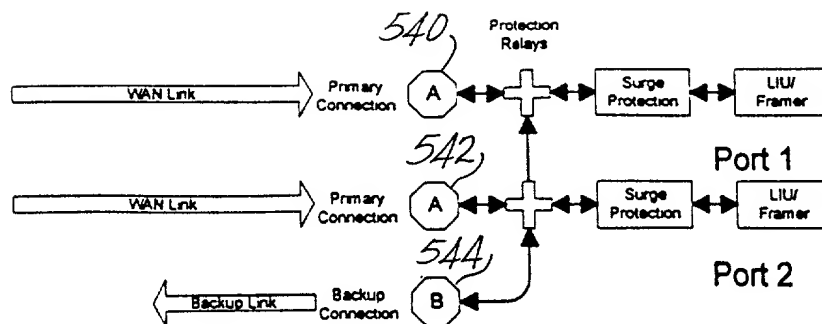 540
Protection
Relays
WAN Link
Primary
Connection
A
Surge
Protection
LIU/
Framer
Port 1
542
WAN Link
Primary
Connection
A
Surge
Protection
LIU/
Framer
Port 2
544
Backup Link
Backup
Connection
B